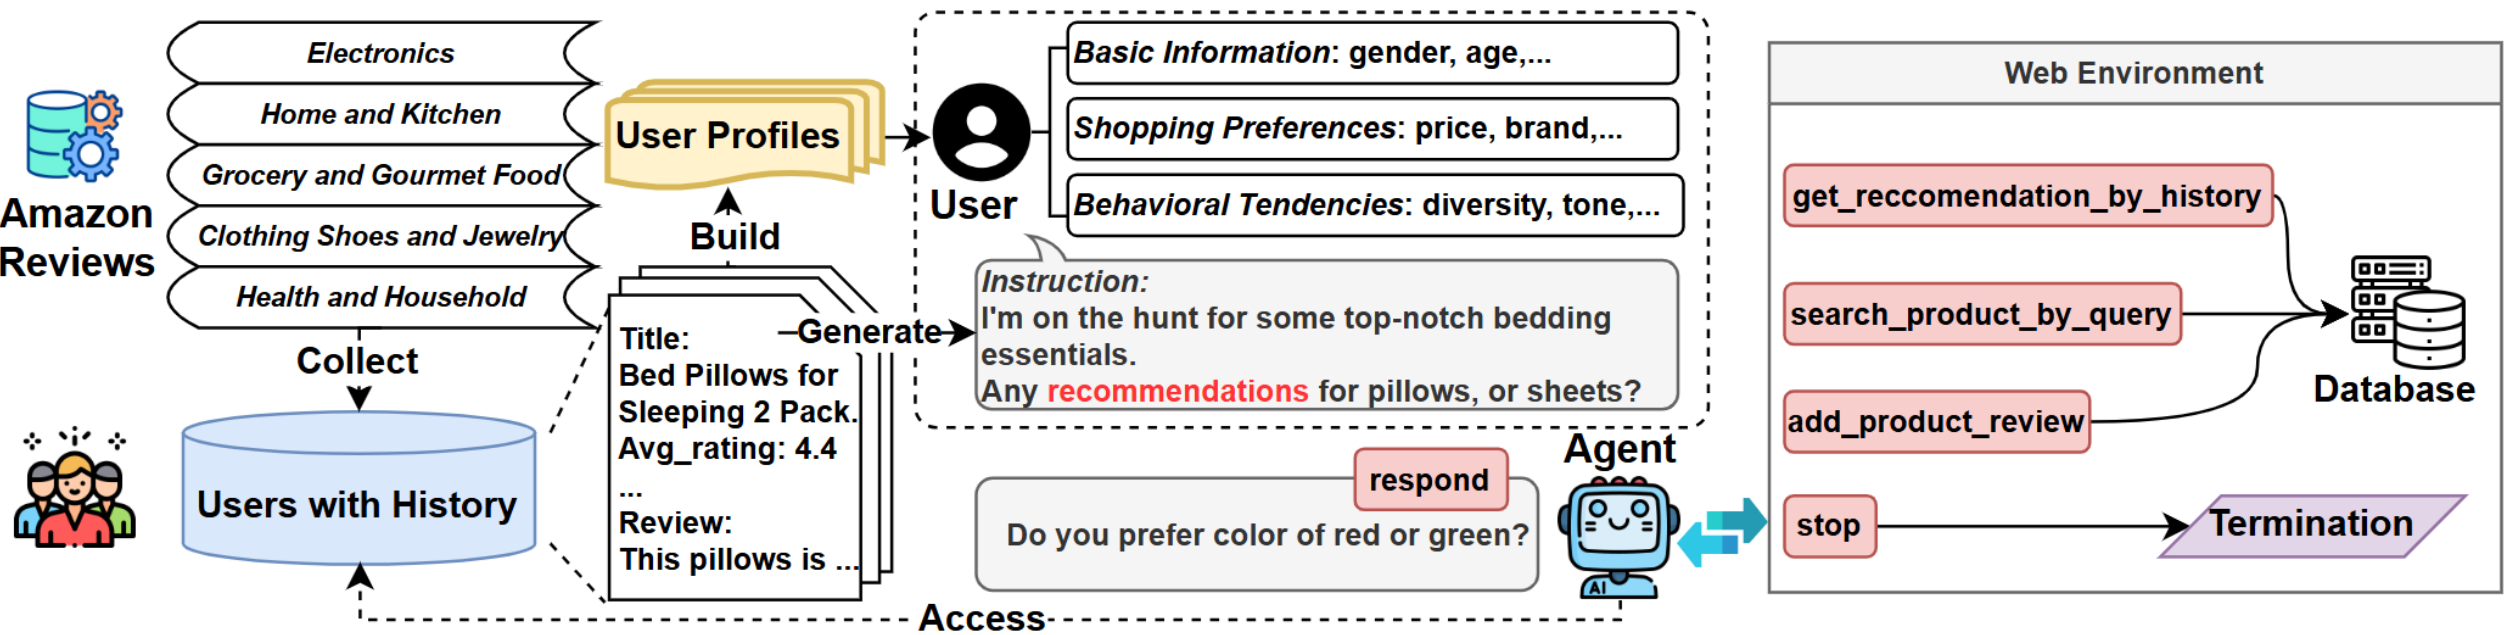 Amazon
Reviews
Electronics
Home and Kitchen
Grocery and Gourmet Food
Clothing Shoes and Jewelry
Health and Household
Collect
Users with History
User Profiles
Build
Title:
Bed Pillows for
Sleeping 2 Pack.
Avg_rating: 4.4
...
Review:
This pillows is ...
Generate
User
Basic Information: gender, age,...
Shopping Preferences: price, brand,...
Behavioral Tendencies: diversity, tone,...
Instruction:
I'm on the hunt for some top-notch bedding
essentials.
Any recommendations for pillows, or sheets?
Agent
respond
Do you prefer color of red or green?
AI
Access
Web Environment
get_reccomendation_by_history
search_product_by_query
add_product_review
stop
Database
Termination